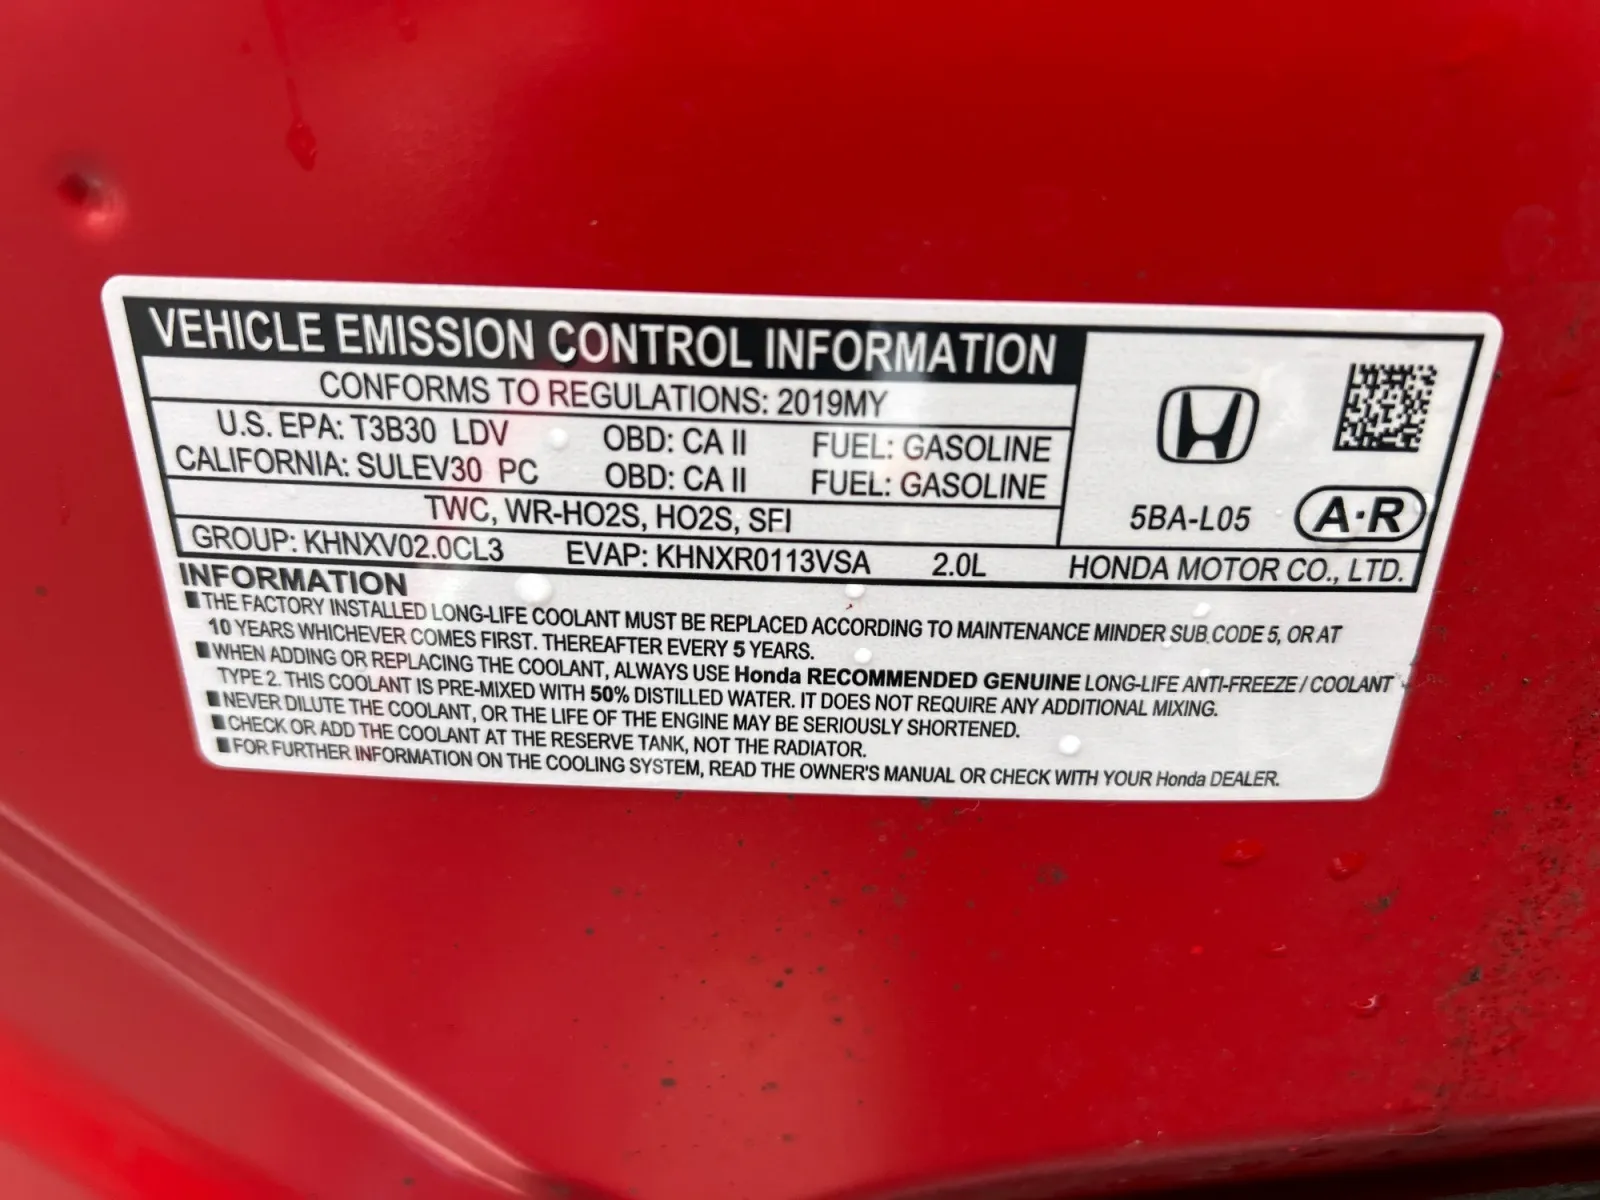 VEHICLE EMISSION CONTROL INFORMATION
CONFORMS TO REGULATIONS: 2019MY
U.S. EPA: T3B30 LDV OBD: CA II FUEL: GASOLINE
CALIFORNIA: SULEV30 PC OBD: CA II FUEL: GASOLINE
TWC, WR-HO2S, HO2S, SFI
5BA-L05 A·R
GROUP: KHNXV02.0CL3 EVAP: KHNXR0113VSA 2.0L HONDA MOTOR CO., LTD.
INFORMATION
■THE FACTORY INSTALLED LONG-LIFE COOLANT MUST BE REPLACED ACCORDING TO MAINTENANCE MINDER SUB CODE 5, OR AT
10 YEARS WHICHEVER COMES FIRST. THEREAFTER EVERY 5 YEARS.
■WHEN ADDING OR REPLACING THE COOLANT, ALWAYS USE Honda RECOMMENDED GENUINE LONG-LIFE ANTI-FREEZE / COOLANT
TYPE 2. THIS COOLANT IS PRE-MIXED WITH 50% DISTILLED WATER. IT DOES NOT REQUIRE ANY ADDITIONAL MIXING.
■NEVER DILUTE THE COOLANT, OR THE LIFE OF THE ENGINE MAY BE SERIOUSLY SHORTENED.
■CHECK OR ADD THE COOLANT AT THE RESERVE TANK, NOT THE RADIATOR.
■FOR FURTHER INFORMATION ON THE COOLING SYSTEM, READ THE OWNER'S MANUAL OR CHECK WITH YOUR Honda DEALER.